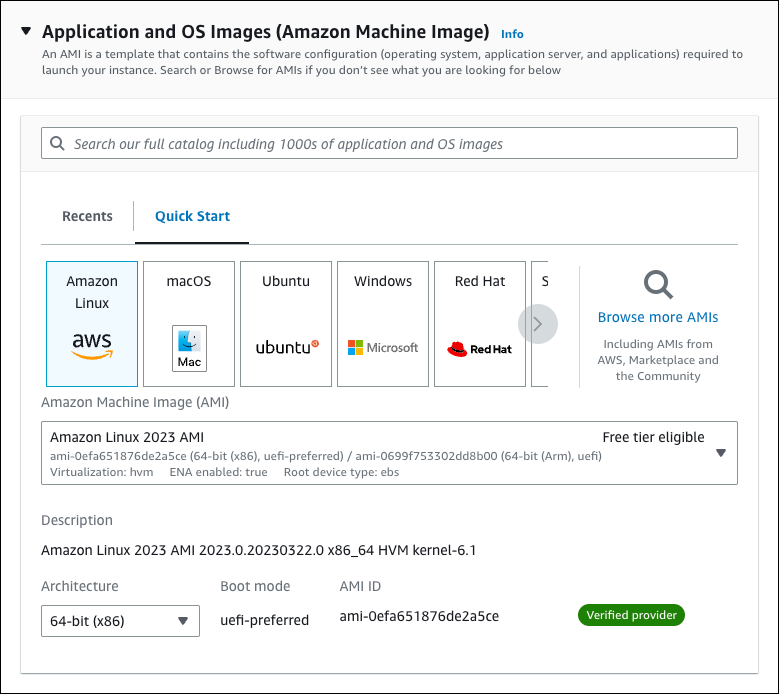 Application and OS Images (Amazon Machine Image) Info
An AMI is a template that contains the software configuration (operating system, application server, and applications) required to
launch your instance. Search or Browse for AMIs if you don't see what you are looking for below
Search our full catalog including 1000s of application and OS images
Recents
Quick Start
Amazon
Linux
aws
macOS
Mac
Ubuntu
ubuntu
Windows
Microsoft
Red Hat
Red Hat
S
Browse more AMIs
Including AMIs from
AWS, Marketplace and
the Community
Amazon Machine Image (AMI)
Amazon Linux 2023 AMI
Free tier eligible
ami-0efa651876de2a5ce (64-bit (x86), uefi-preferred) / ami-0699f753302dd8b00 (64-bit (Arm), uefi)
Virtualization: hvm ENA enabled: true Root device type: ebs
Description
Amazon Linux 2023 AMI 2023.0.20230322.0 x86_64 HVM kernel-6.1
Architecture
Boot mode
AMI ID
64-bit (x86)
uefi-preferred
ami-0efa651876de2a5ce
Verified provider